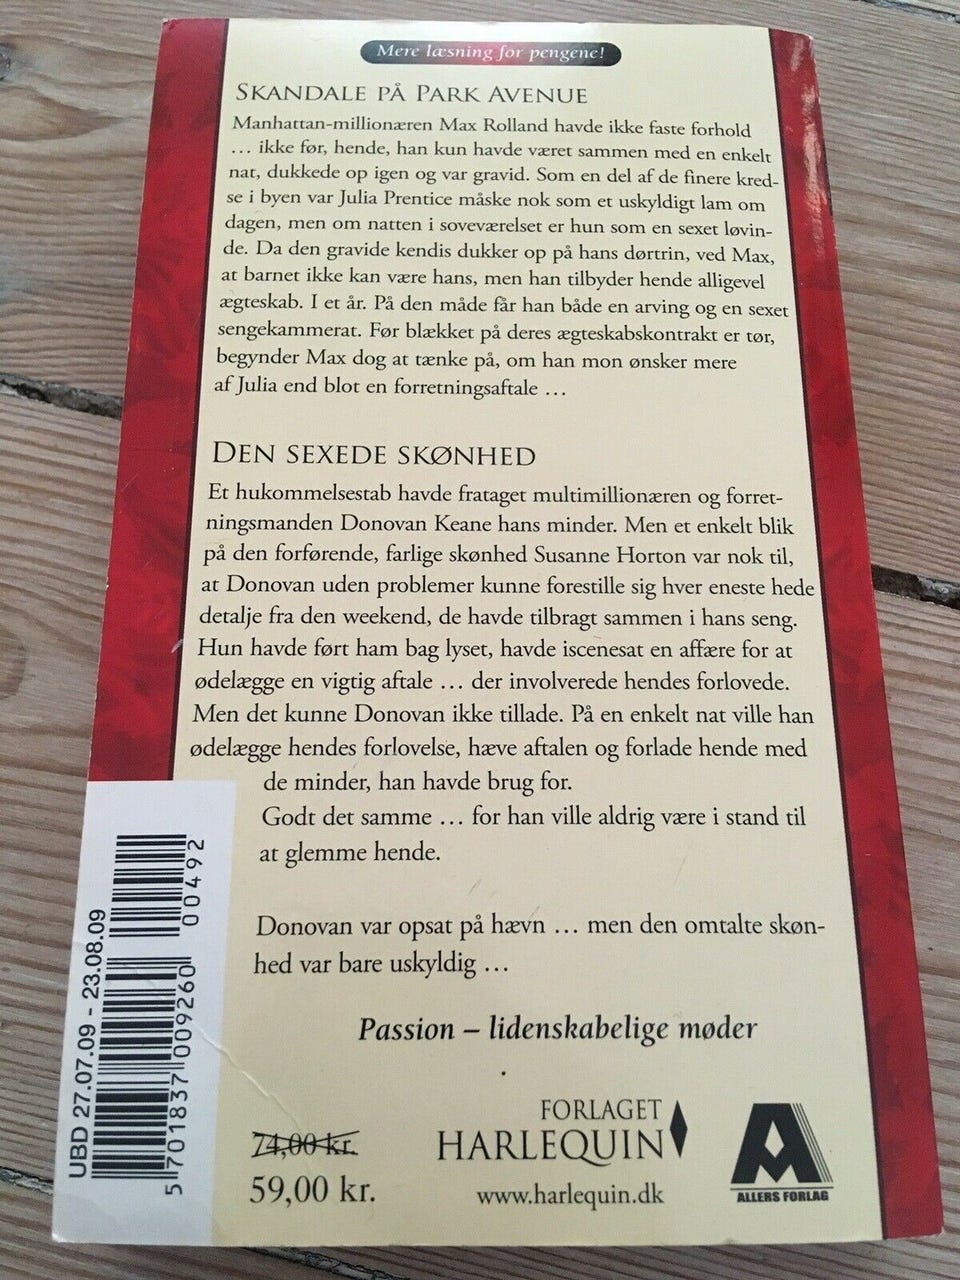 Mere læsning for pengene!
Skandale på Park Avenue
Manhattan-millionæren Max Rolland havde ikke faste forhold
... ikke før, hende, han kun havde været sammen med en enkelt
nat, dukkede op igen og var gravid. Som en del af de finere kred-
se i byen var Julia Prentice måske nok som et uskyldigt lam om
dagen, men om natten i soveværelset er hun som en sexet løvin-
de. Da den gravide kendis dukker op på hans dørtrin, ved Max,
at barnet ikke kan være hans, men han tilbyder hende alligevel
ægteskab. I et år. På den måde får han både en arving og en sexet
sengekammerat. Før blækket på deres ægteskabskontrakt er tør,
begynder Max dog at tænke på, om han mon ønsker mere
af Julia end blot en forretningsaftale ...
Den sexede skønhed
Et hukommelsestab havde frataget multimillionæren og forret-
ningsmanden Donovan Keane hans minder. Men et enkelt blik
på den forførende, farlige skønhed Susanne Horton var nok til,
at Donovan uden problemer kunne forestille sig hver eneste hede
detalje fra den weekend, de havde tilbragt sammen i hans seng.
Hun havde ført ham bag lyset, havde iscenesat en affære for at
ødelægge en vigtig aftale ... der involverede hendes forlovede.
Men det kunne Donovan ikke tillade. På en enkelt nat ville han
ødelægge hendes forlovelse, hæve aftalen og forlade hende med
de minder, han havde brug for.
Godt det samme ... for han ville aldrig være i stand til
at glemme hende.
Donovan var opsat på hævn ... men den omtalte skøn-
hed var bare uskyldig ...
Passion – lidenskabelige møder
UBD 27.07.09 - 23.08.09
5 701837 009260
00492
74,00 kr.
59,00 kr.
FORLAGET
HARLEQUIN
www.harlequin.dk
A
ALLERS FORLAG